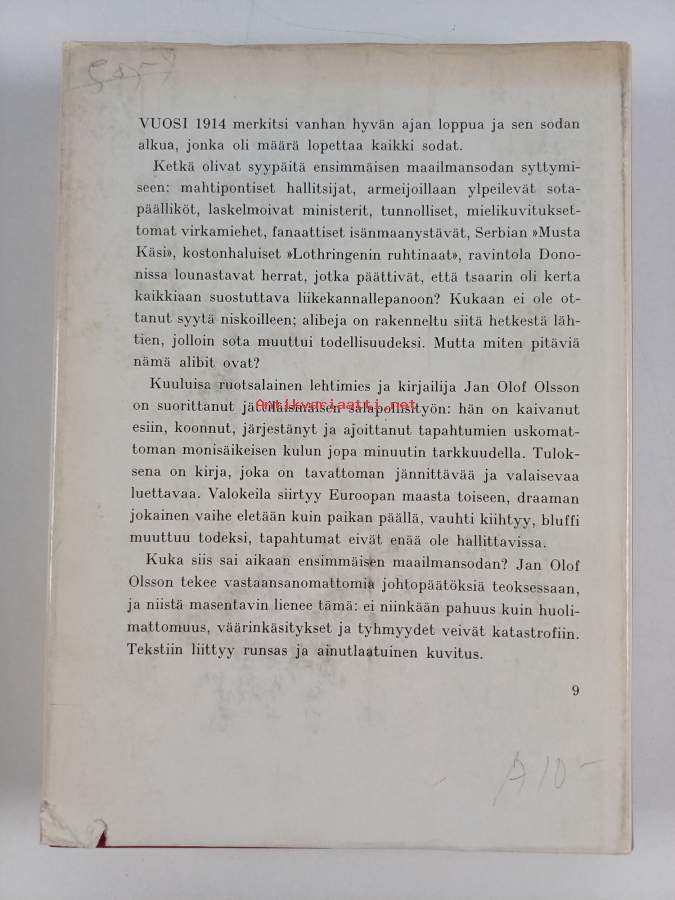 VUOSI 1914 merkitsi vanhan hyvän ajan loppua ja sen sodan
alkua, jonka oli määrä lopettaa kaikki sodat.
Ketkä olivat syypäitä ensimmäisen maailmansodan syttymi-
seen: mahtipontiset hallitsijat, armeijoillaan ylpeilevät sota-
päälliköt, laskelmoivat ministerit, tunnolliset, mielikuvitukset-
tomat virkamiehet, fanaattiset isänmaanystävät, Serbian »Musta
Käsi», kostonhaluiset »Lothringenin ruhtinaat», ravintola Dono-
nissa lounastavat herrat, jotka päättivät, että tsaarin oli kerta
kaikkiaan suostuttava liikekannallepanoon? Kukaan ei ole ot-
tanut syytä niskoilleen; alibeja on rakenneltu siitä hetkestä läh-
tien, jolloin sota muuttui todellisuudeksi. Mutta miten pitäviä
nämä alibit ovat?
Kuuluisa ruotsalainen lehtimies ja kirjailija Jan Olof Olsson
on suorittanut jättiläismäisen salapoliisityön: hän on kaivanut
Antikvariaatti.net
esiin, koonnut, järjestänyt ja ajoittanut tapahtumien uskomat-
toman monisäikeisen kulun jopa minuutin tarkkuudella. Tulok-
sena on kirja, joka on tavattoman jännittävää ja valaisevaa
luettavaa. Valokeila siirtyy Euroopan maasta toiseen, draaman
jokainen vaihe eletään kuin paikan päällä, vauhti kiihtyy, bluffi
muuttuu todeksi, tapahtumat eivät enää ole hallittavissa.
Kuka siis sai aikaan ensimmäisen maailmansodan? Jan Olof
Olsson tekee vastaansanomattomia johtopäätöksiä teoksessaan,
ja niistä masentavin lienee tämä: ei niinkään pahuus kuin huoli-
mattomuus, väärinkäsitykset ja tyhmyydet veivät katastrofiin.
Tekstiin liittyy runsas ja ainutlaatuinen kuvitus.
9
A10-